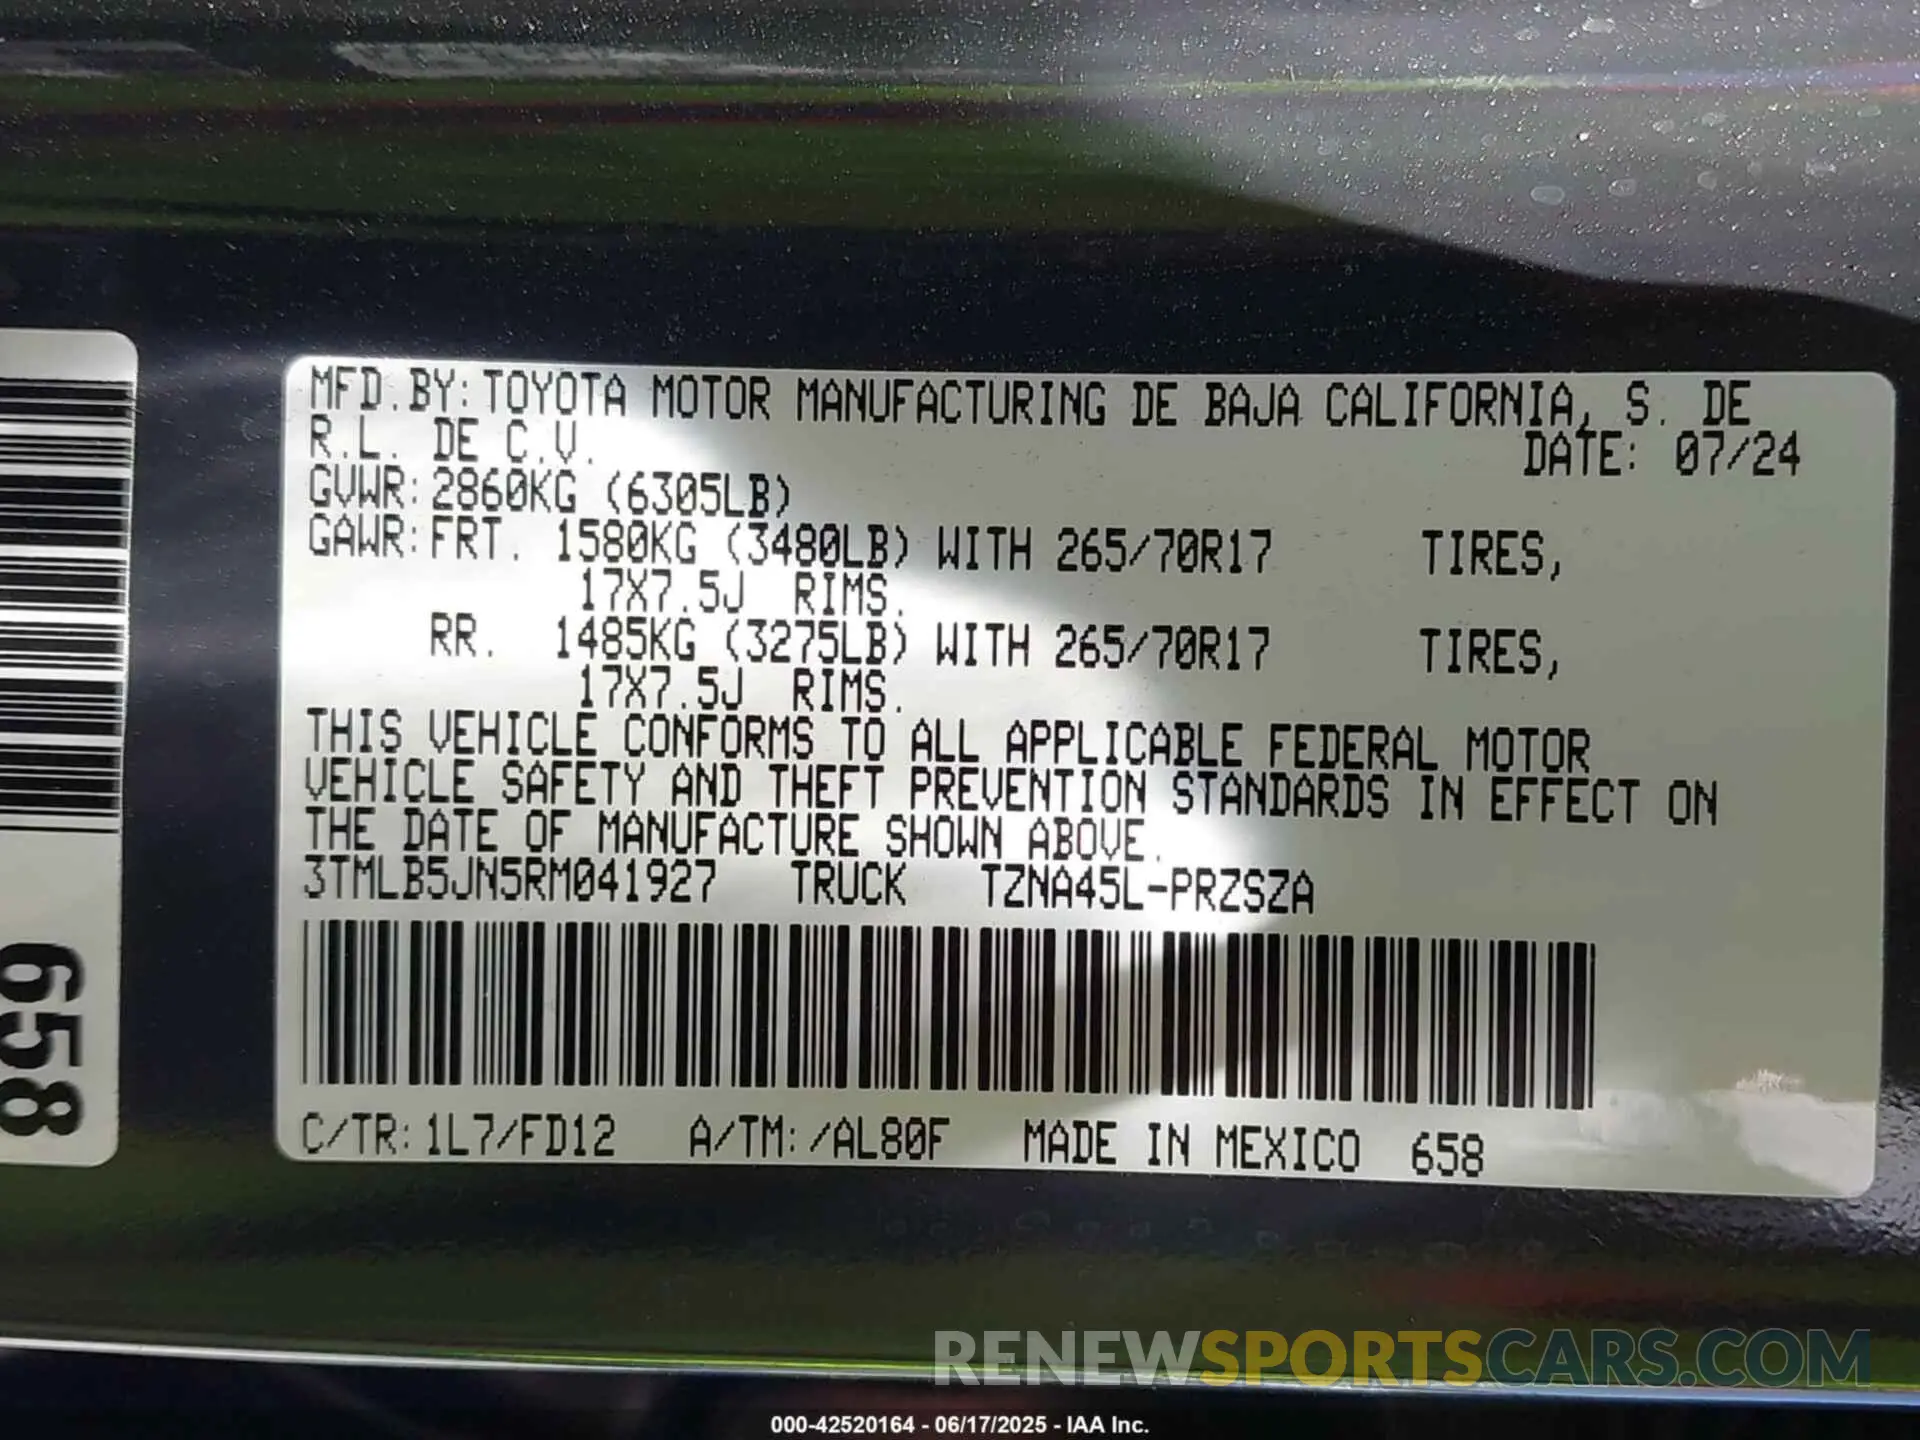 MFD.BY: TOYOTA MOTOR MANUFACTURING DE BAJA CALIFORNIA, S. DE
R.L. DE C.V. DATE: 07/24
GVWR: 2860KG (6305LB)
GAWR: FRT. 1580KG (3480LB) WITH 265/70R17 TIRES,
17X7.5J RIMS.
RR. 1485KG (3275LB) WITH 265/70R17 TIRES,
17X7.5J RIMS.
THIS VEHICLE CONFORMS TO ALL APPLICABLE FEDERAL MOTOR
VEHICLE SAFETY AND THEFT PREVENTION STANDARDS IN EFFECT ON
THE DATE OF MANUFACTURE SHOWN ABOVE.
3TMLB5JN5RM041927 TRUCK TZNA45L-PRZSZA
C/TR: 1L7/FD12 A/TM: /AL80F MADE IN MEXICO 658
658
RENEWSPORTSCARS.COM
000-42520164 - 06/17/2025 - IAA Inc.